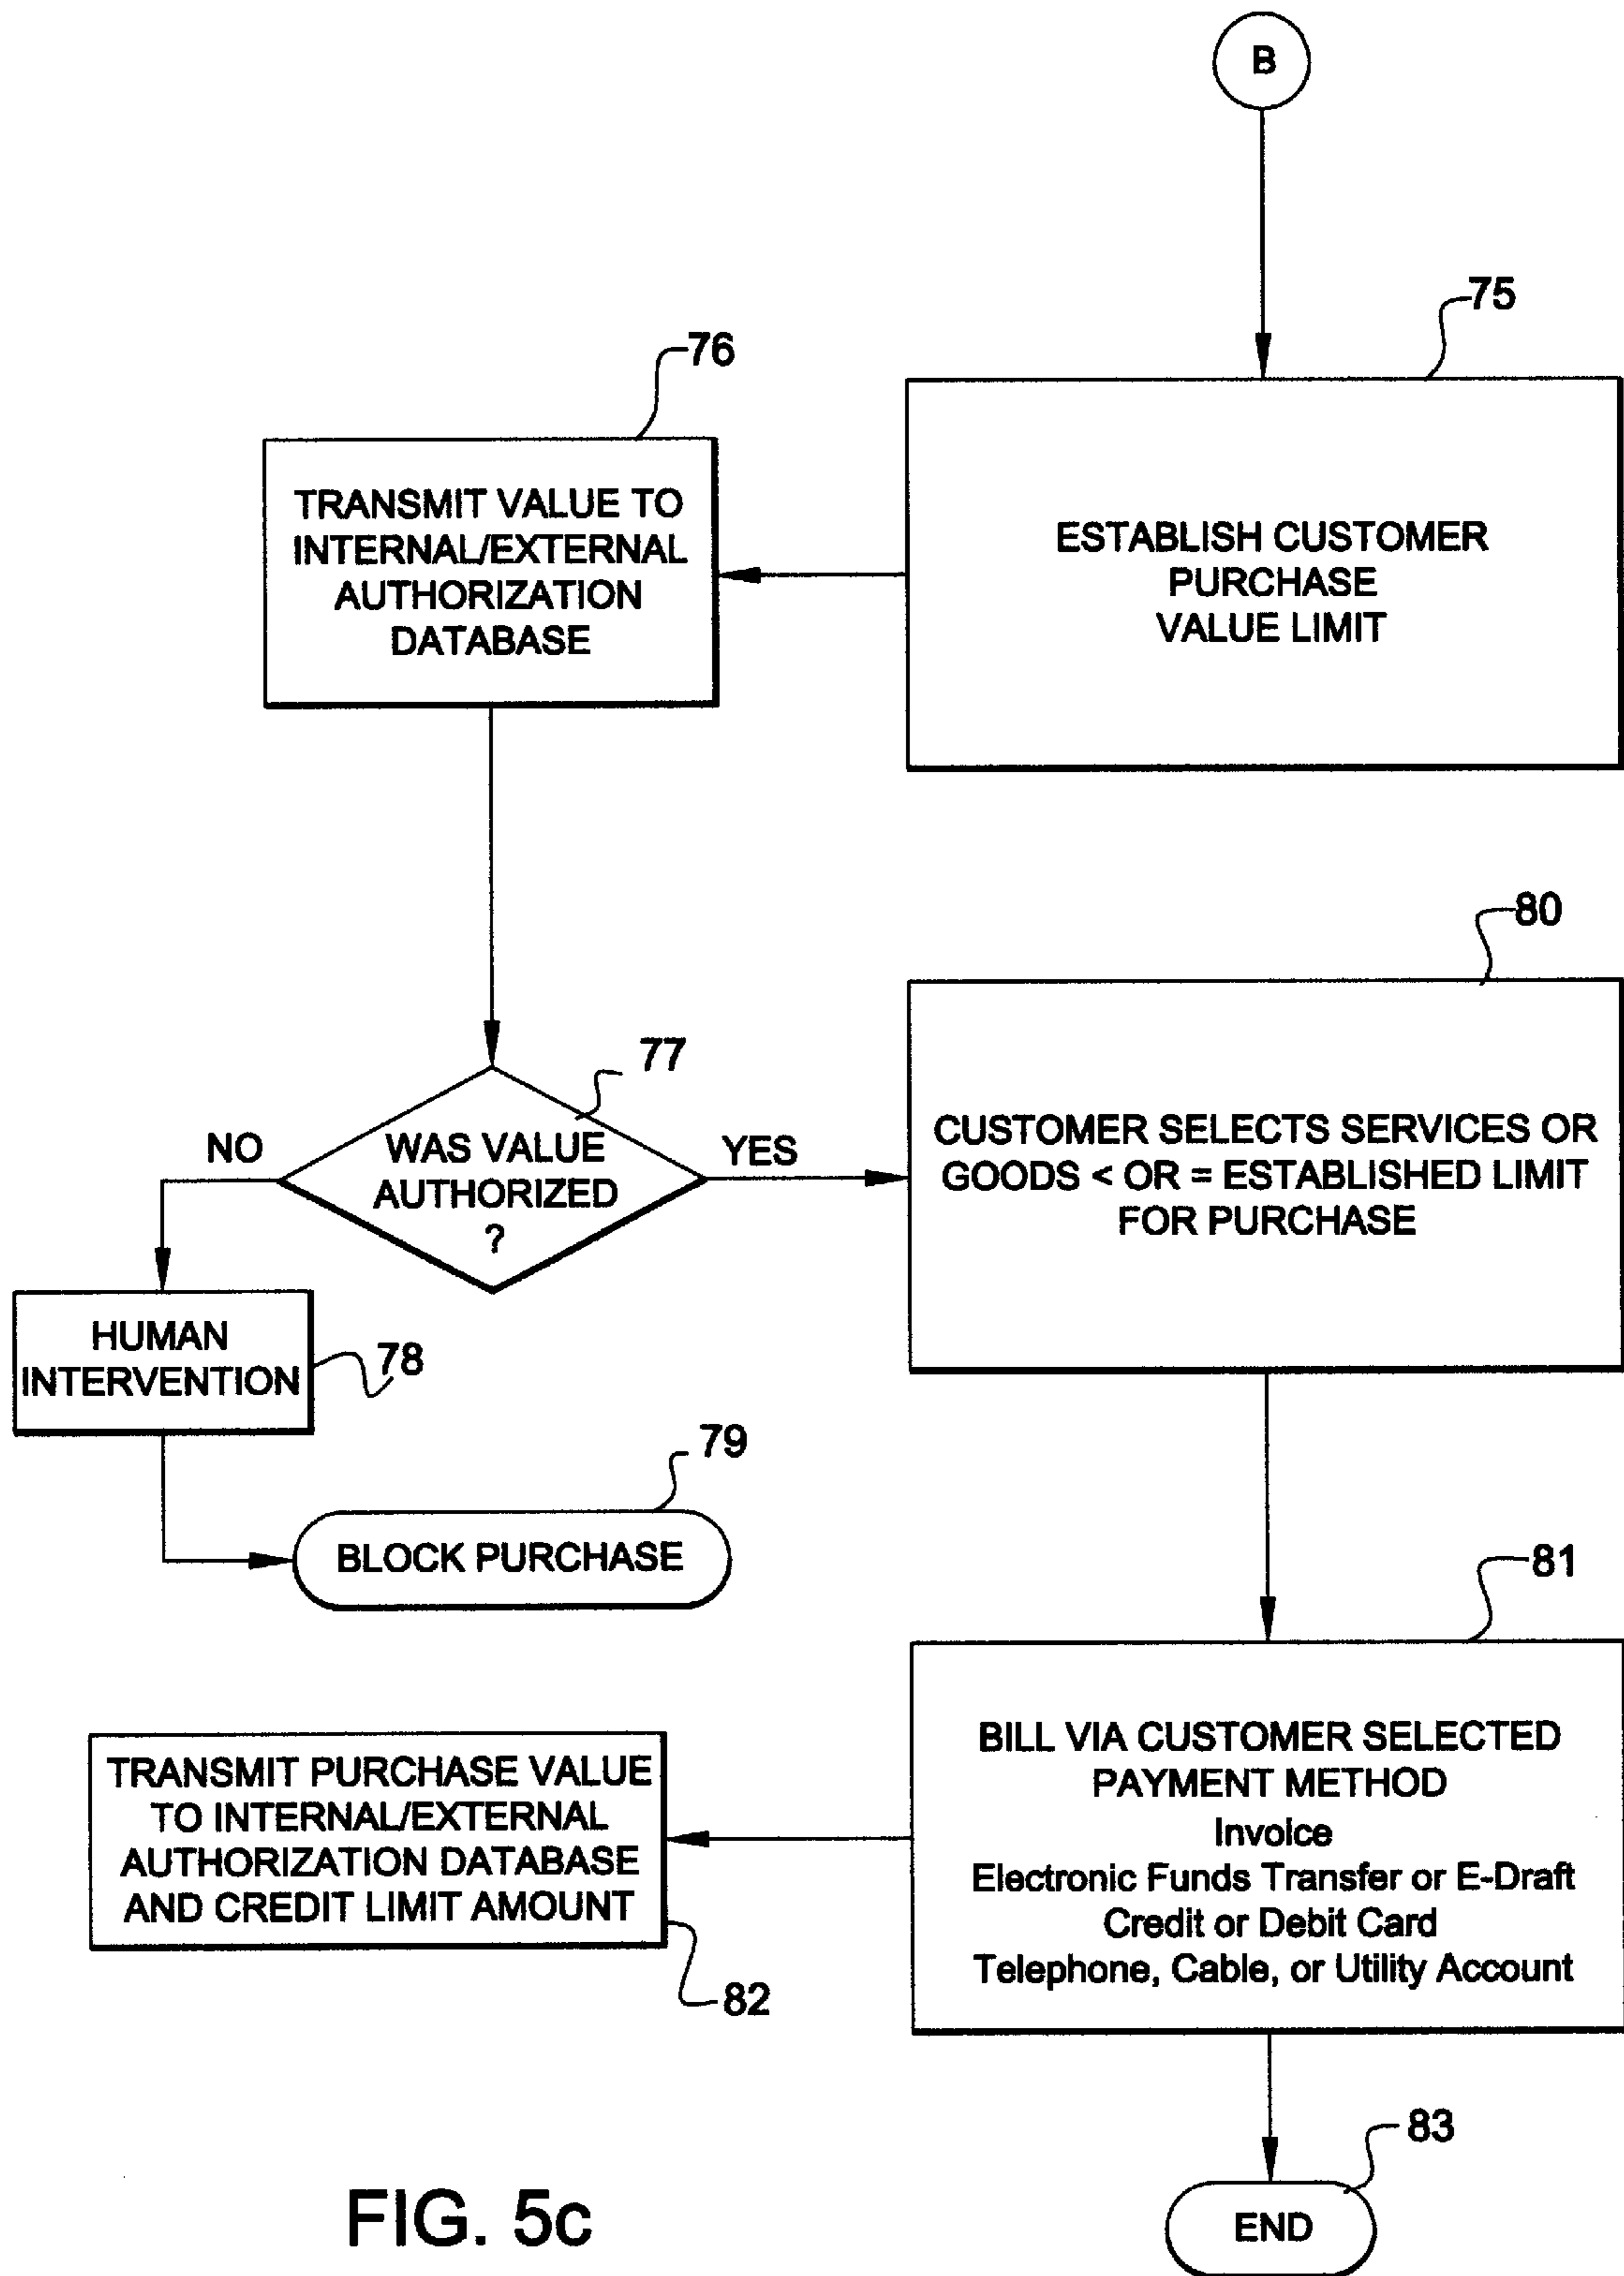 B
75
76
TRANSMIT VALUE TO
INTERNAL/EXTERNAL
AUTHORIZATION
DATABASE
ESTABLISH CUSTOMER
PURCHASE
VALUE LIMIT
80
77
NO
WAS VALUE
AUTHORIZED
?
YES
CUSTOMER SELECTS SERVICES OR
GOODS < OR = ESTABLISHED LIMIT
FOR PURCHASE
HUMAN
INTERVENTION
78
79
BLOCK PURCHASE
81
BILL VIA CUSTOMER SELECTED
PAYMENT METHOD
Invoice
Electronic Funds Transfer or E-Draft
Credit or Debit Card
Telephone, Cable, or Utility Account
TRANSMIT PURCHASE VALUE
TO INTERNAL/EXTERNAL
AUTHORIZATION DATABASE
AND CREDIT LIMIT AMOUNT
82
83
END
FIG. 5c